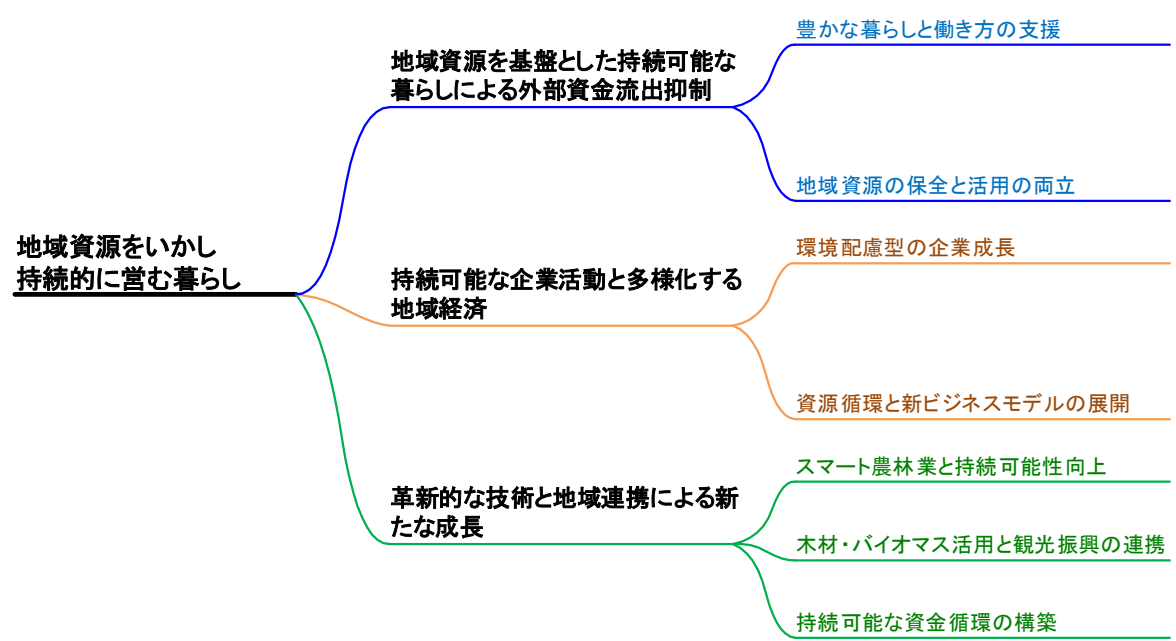 地域資源をいかし
持続的に営む暮らし
地域資源を基盤とした持続可能な
暮らしによる外部資金流出抑制
豊かな暮らしと働き方の支援
地域資源の保全と活用の両立
持続可能な企業活動と多様化する
地域経済
環境配慮型の企業成長
資源循環と新ビジネスモデルの展開
革新的な技術と地域連携による新
たな成長
スマート農林業と持続可能性向上
木材・バイオマス活用と観光振興の連携
持続可能な資金循環の構築